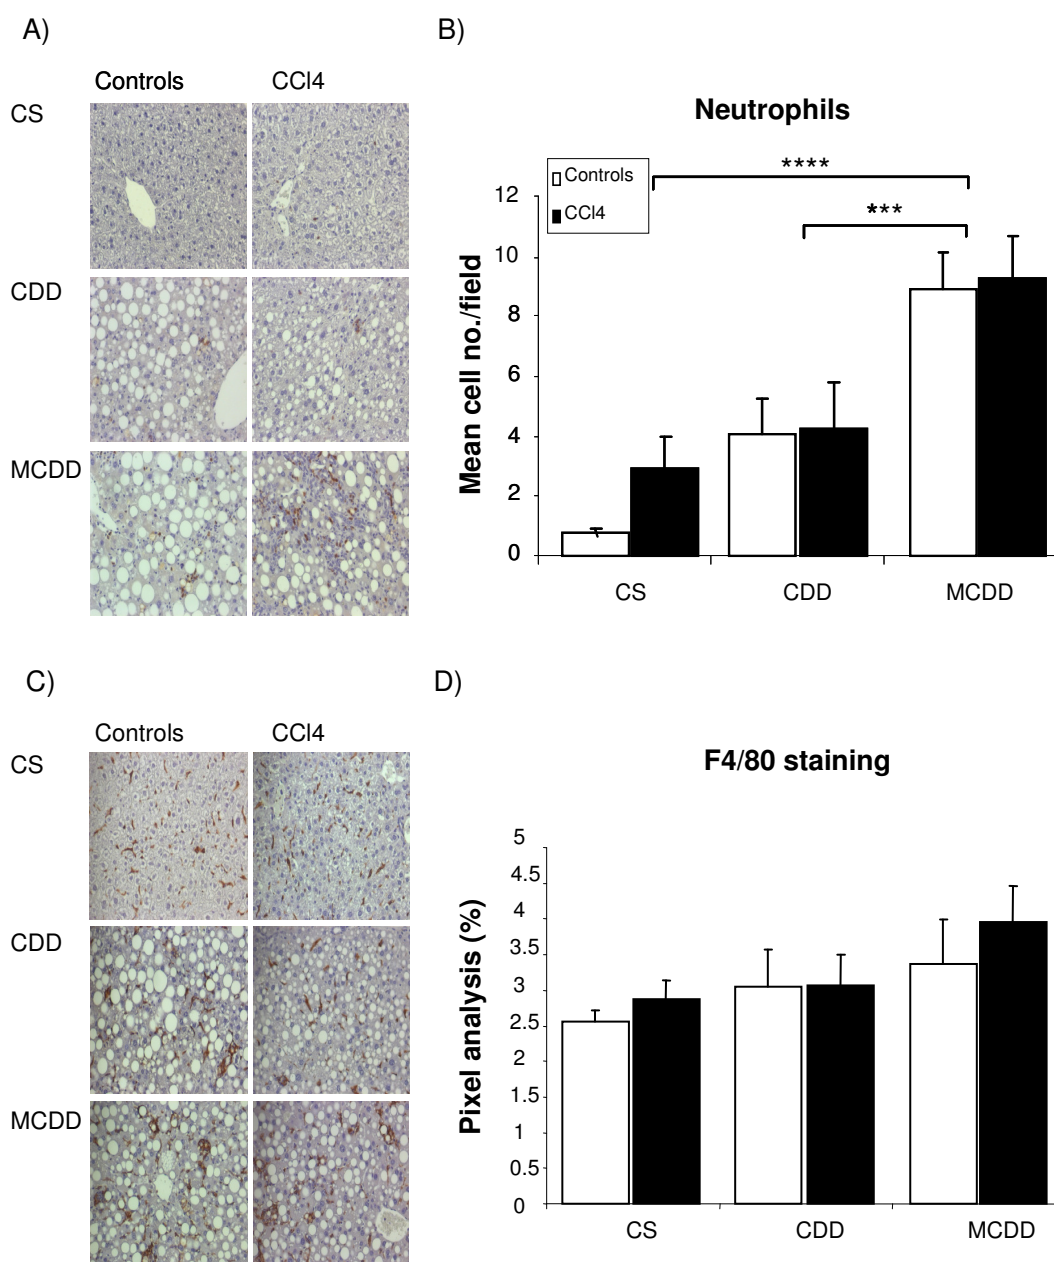 A)
Controls CCl4
CS
CDD
MCDD
B)
Neutrophils
Controls
CCl4
****
***
Mean cell no./field
12
10
8
6
4
2
0
CS CDD MCDD
C)
Controls CCl4
CS
CDD
MCDD
D)
F4/80 staining
Pixel analysis (%)
5
4.5
4
3.5
3
2.5
2
1.5
1
0.5
0
CS CDD MCDD